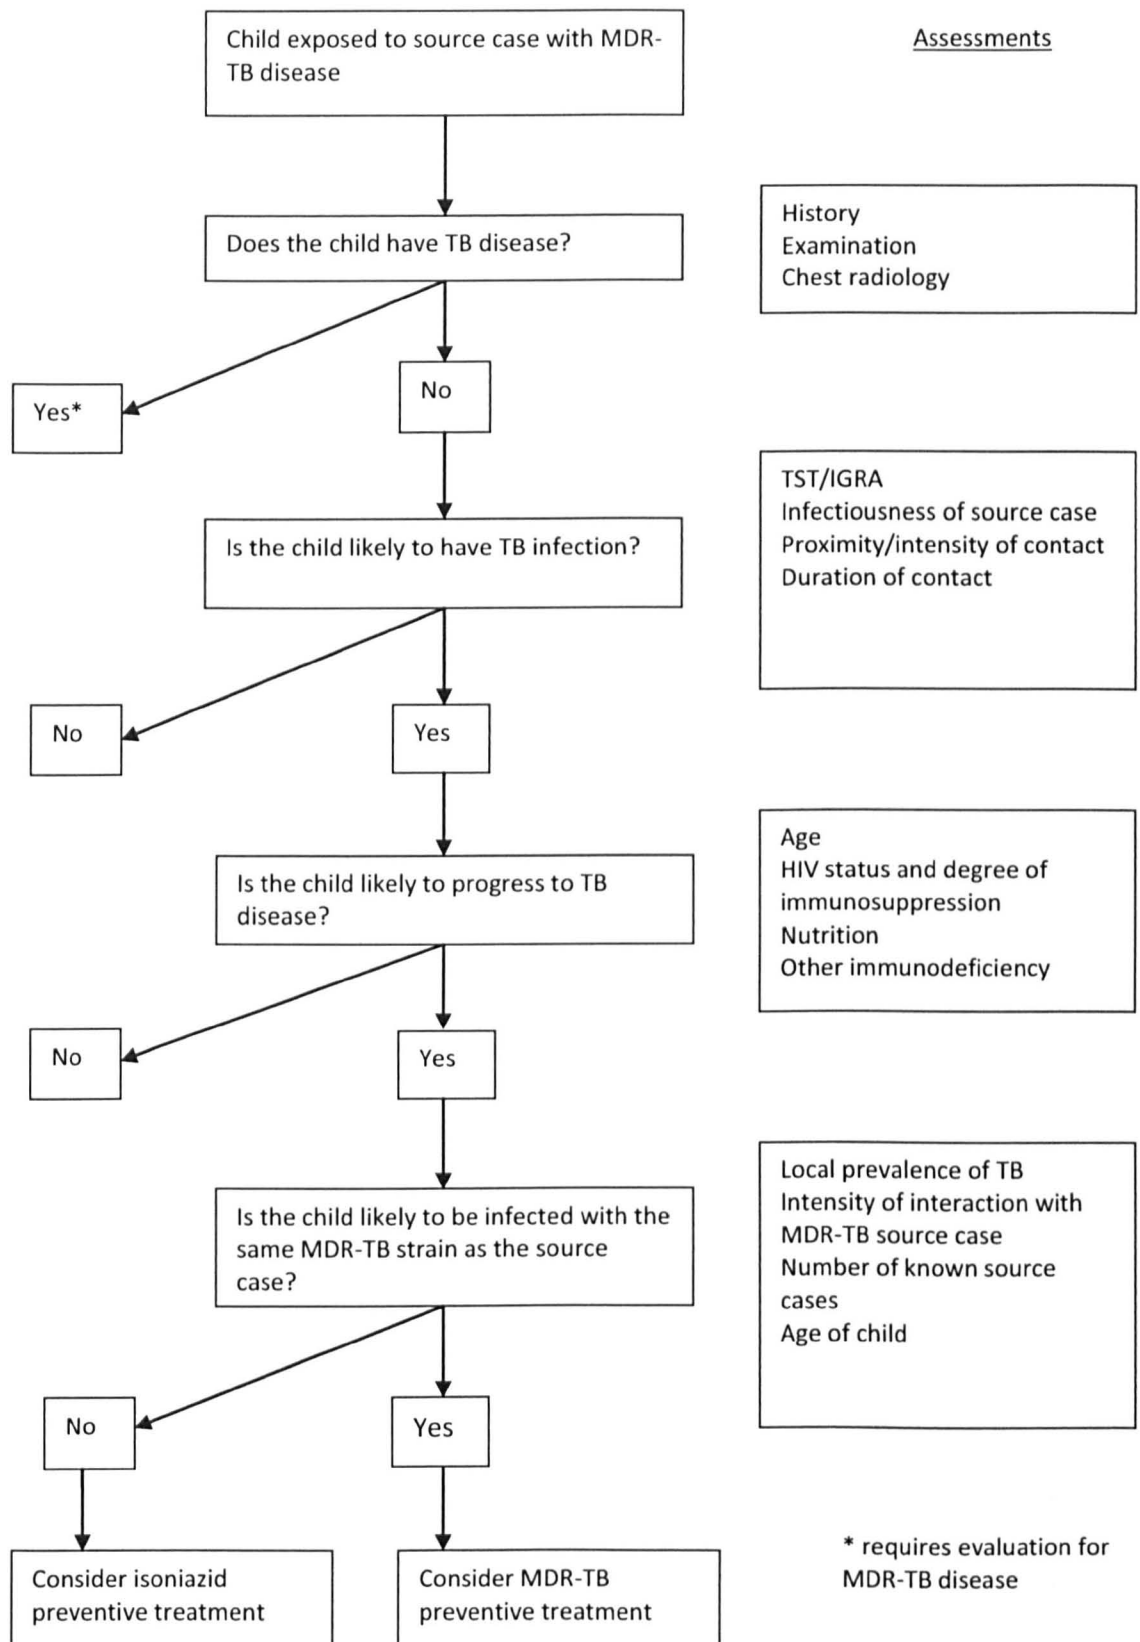 Child exposed to source case with MDR-
TB disease
Assessments
Does the child have TB disease?
History
Examination
Chest radiology
Yes*
No
Is the child likely to have TB infection?
TST/IGRA
Infectiousness of source case
Proximity/intensity of contact
Duration of contact
No
Yes
Is the child likely to progress to TB
disease?
Age
HIV status and degree of
immunosuppression
Nutrition
Other immunodeficiency
No
Yes
Is the child likely to be infected with the
same MDR-TB strain as the source
case?
Local prevalence of TB
Intensity of interaction with
MDR-TB source case
Number of known source
cases
Age of child
No
Yes
Consider isoniazid
preventive treatment
Consider MDR-TB
preventive treatment
* requires evaluation for
MDR-TB disease